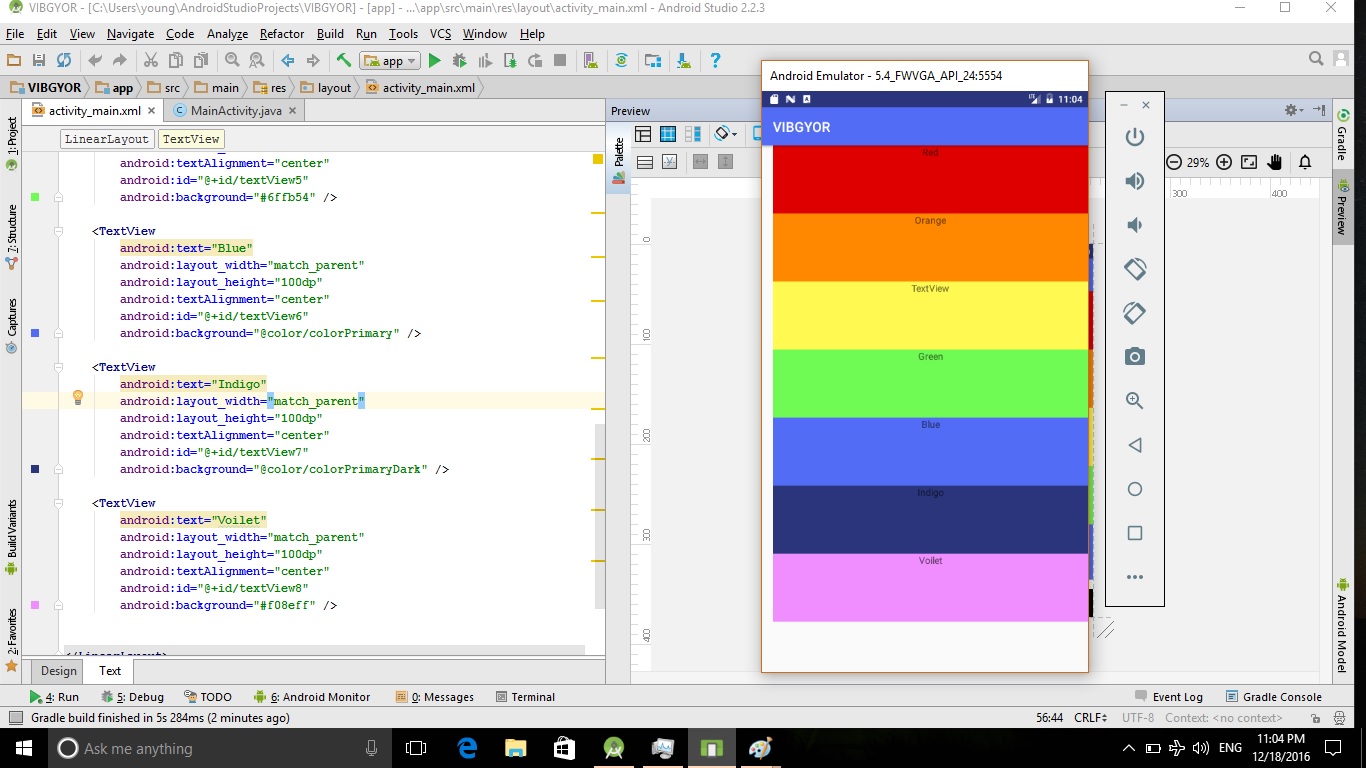 VIBGYOR - [C:\Users\young\AndroidStudioProjects\VIBGYOR] - [app] - ...\app\src\main\res\layout\activity_main.xml - Android Studio 2.2.3
File Edit View Navigate Code Analyze Refactor Build Run Tools VCS Window Help
app
VIBGYOR app src main res layout activity_main.xml
activity_main.xml MainActivity.java
LinearLayout TextView
android:textAlignment="center"
android:id="@+id/textView5"
android:background="#6ffb54" />
<TextView
android:text="Blue"
android:layout_width="match_parent"
android:layout_height="100dp"
android:textAlignment="center"
android:id="@+id/textView6"
android:background="@color/colorPrimary" />
<TextView
android:text="Indigo"
android:layout_width="match_parent"
android:layout_height="100dp"
android:textAlignment="center"
android:id="@+id/textView7"
android:background="@color/colorPrimaryDark" />
<TextView
android:text="Voilet"
android:layout_width="match_parent"
android:layout_height="100dp"
android:textAlignment="center"
android:id="@+id/textView8"
android:background="#f08eff" />
</LinearLayout>
Design Text
1: Project
7: Structure
Captures
Build Variants
2: Favorites
Preview
Palette
29%
300 400
0
100
200
300
400
Android Emulator - 5.4_FWVGA_API_24:5554
11:04
VIBGYOR
Red
Orange
TextView
Green
Blue
Indigo
Voilet
Gradle
Preview
Android Model
4: Run 5: Debug TODO 6: Android Monitor 0: Messages Terminal Event Log Gradle Console
Gradle build finished in 5s 284ms (2 minutes ago) 56:44 CRLF UTF-8 Context: <no context>
Ask me anything
ENG
11:04 PM
12/18/2016